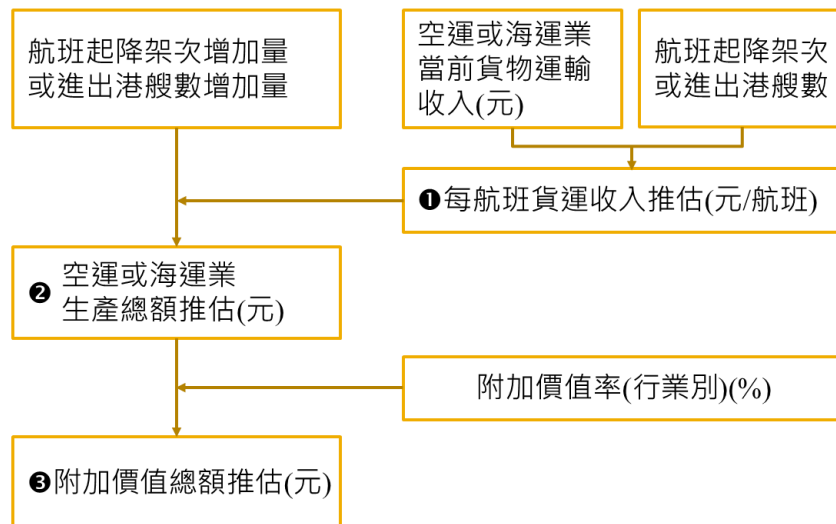 航班起降架次增加量
或進出港艘數增加量
空運或海運業
當前貨物運輸
收入(元)
航班起降架次
或進出港艘數
❶每航班貨運收入推估(元/航班)
❷ 空運或海運業
生產總額推估(元)
附加價值率(行業別)(%)
❸附加價值總額推估(元)